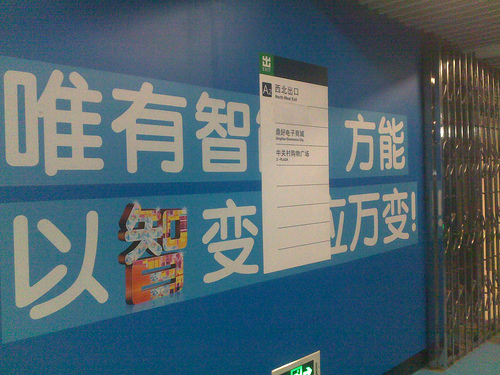 唯有智 方能
以智变 立万变!
出
A
西北出口
North West Exit
鼎好电子商城
中关村购物广场